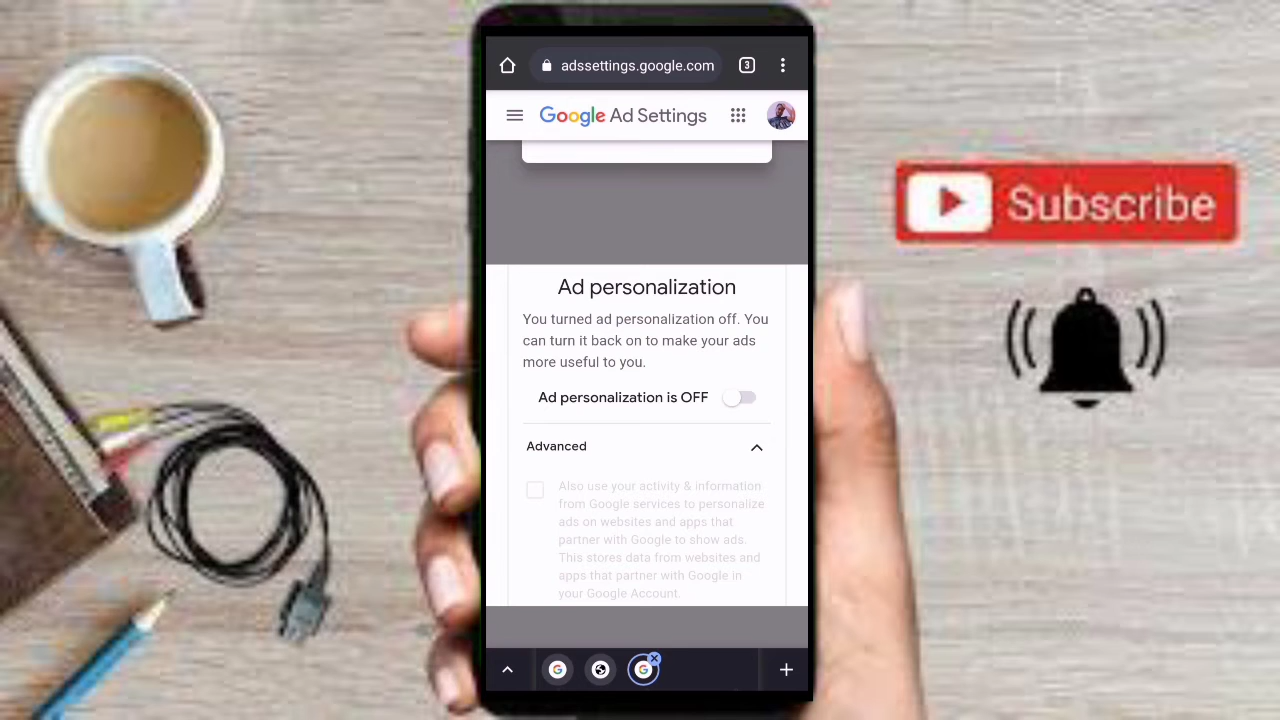 adssettings.google.com
3
Google Ad Settings
Subscribe
Ad personalization
You turned ad personalization off. You
can turn it back on to make your ads
more useful to you.
Ad personalization is OFF
Advanced
Also use your activity & information
from Google services to personalize
ads on websites and apps that
partner with Google to show ads.
This stores data from websites and
apps that partner with Google in
your Google Account.